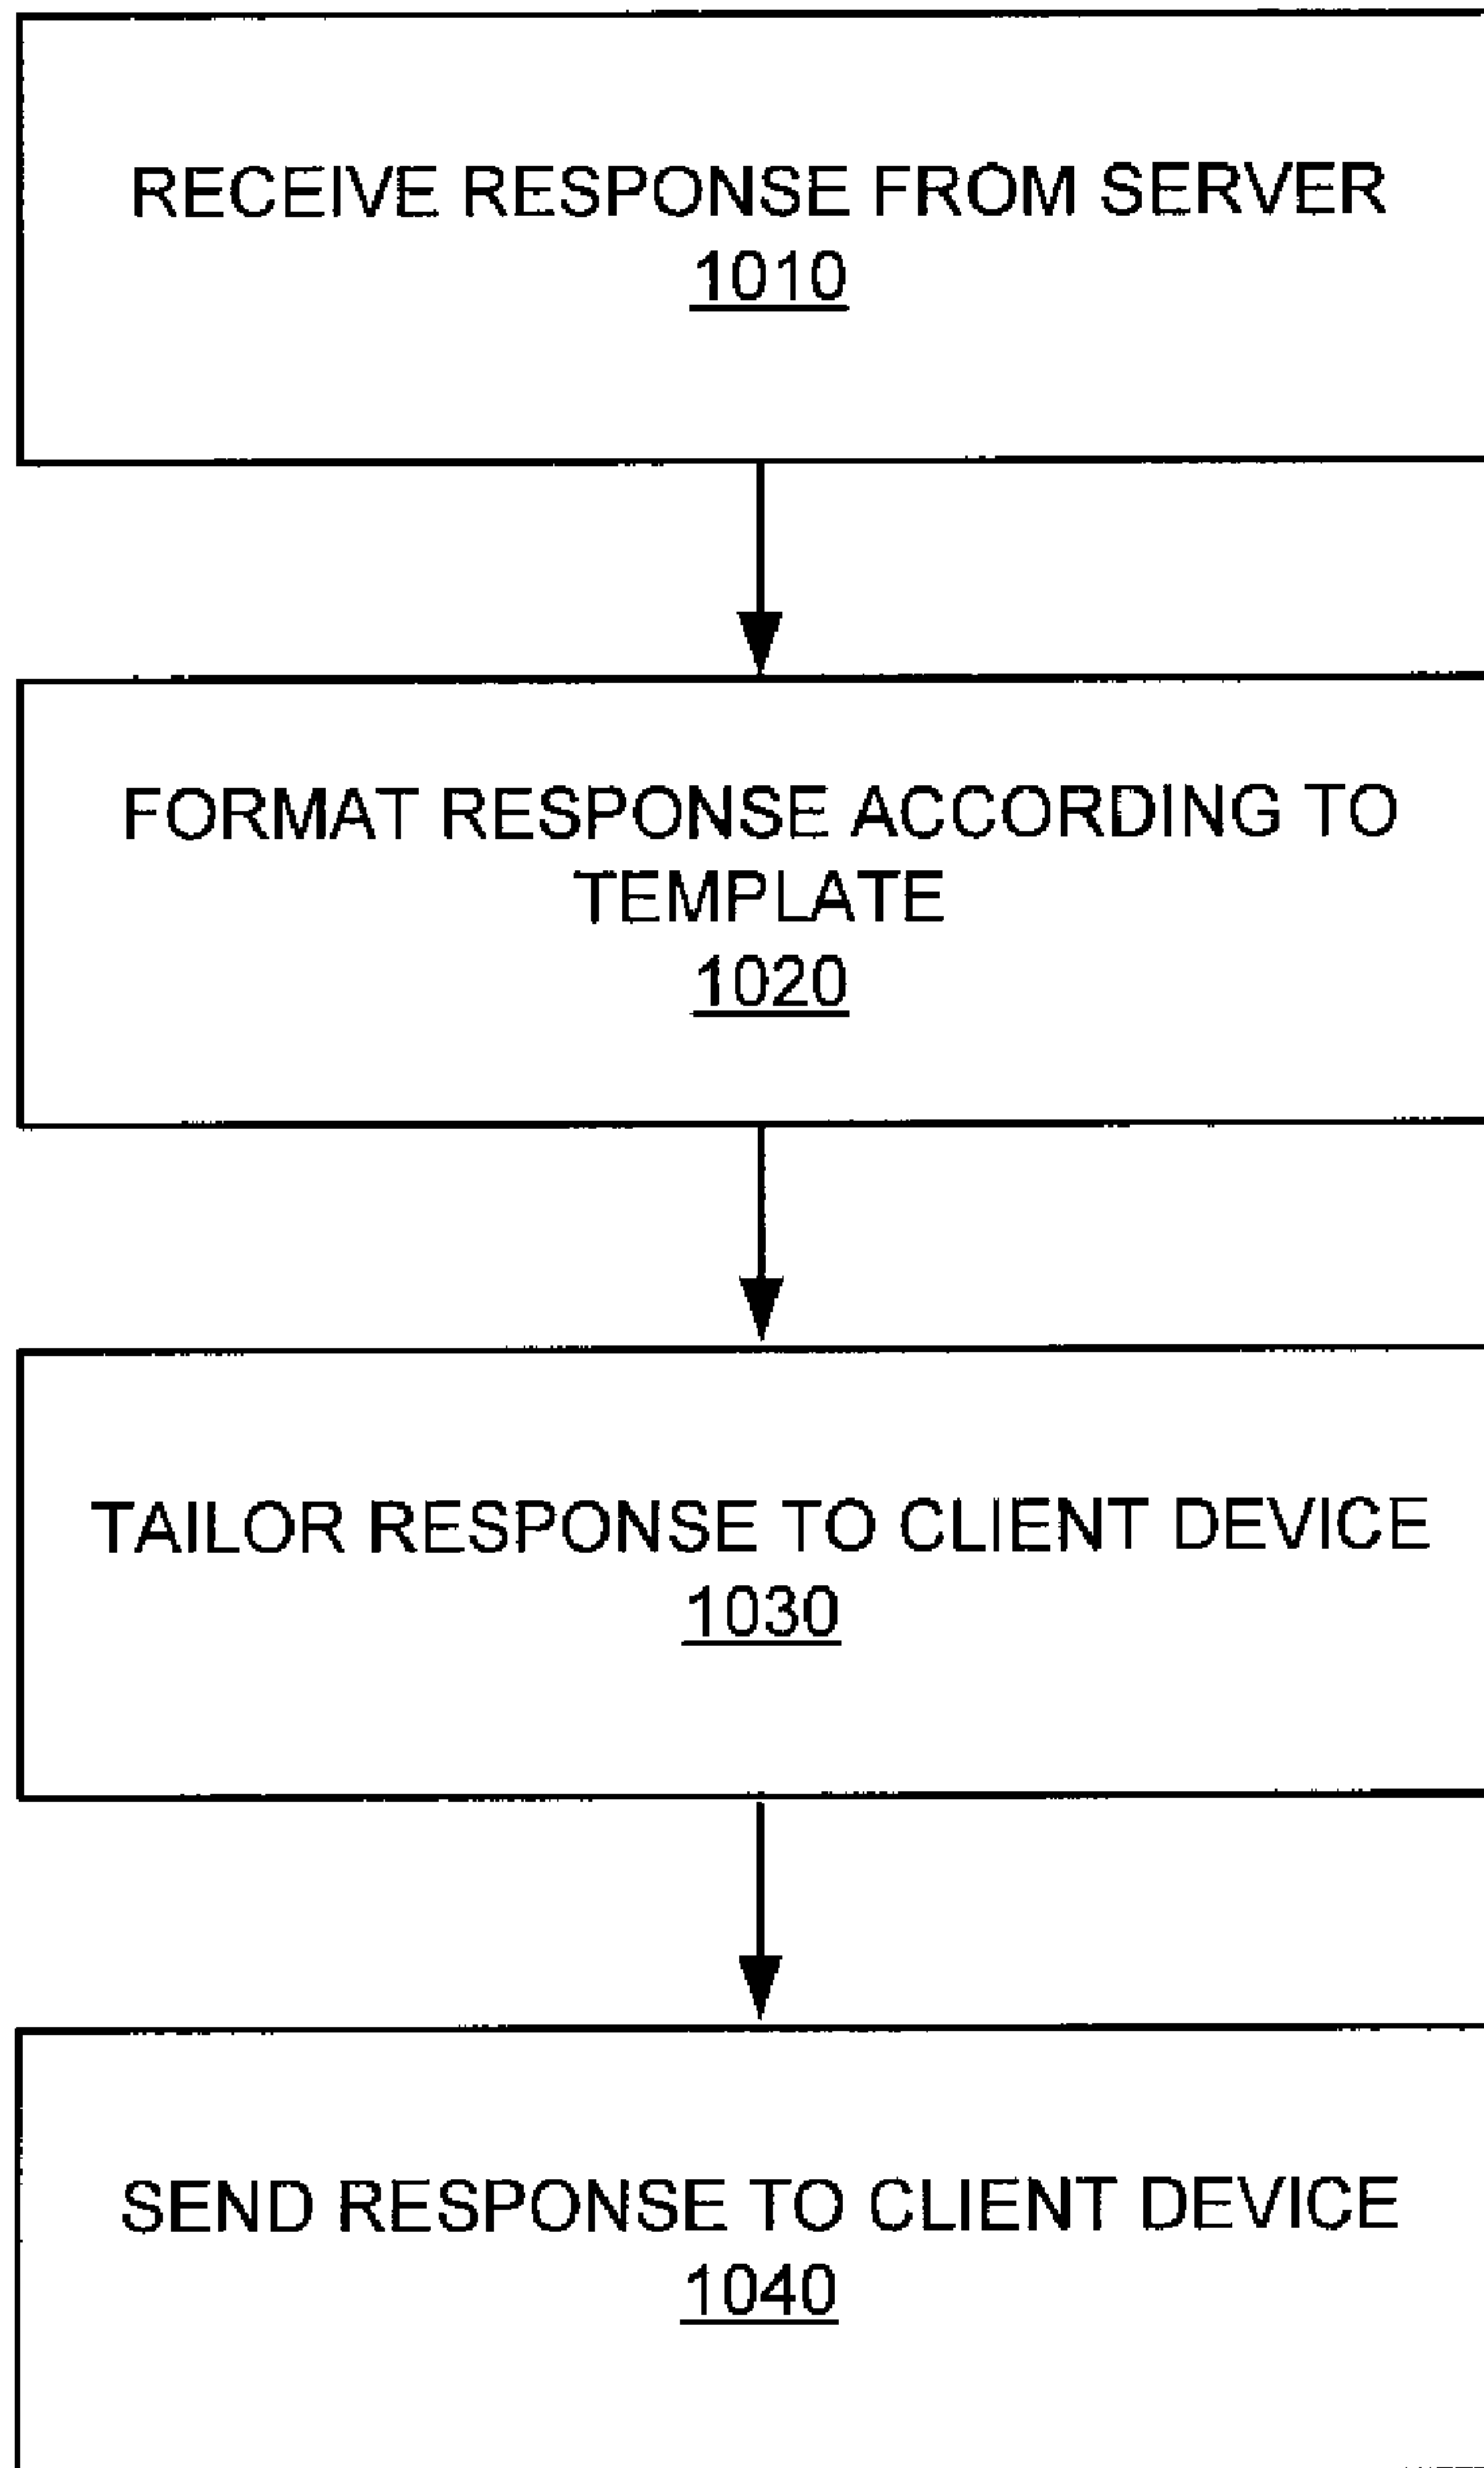 RECEIVE RESPONSE FROM SERVER
1010
FORMAT RESPONSE ACCORDING TO
TEMPLATE
1020
TAILOR RESPONSE TO CLIENT DEVICE
1030
SEND RESPONSE TO CLIENT DEVICE
1040